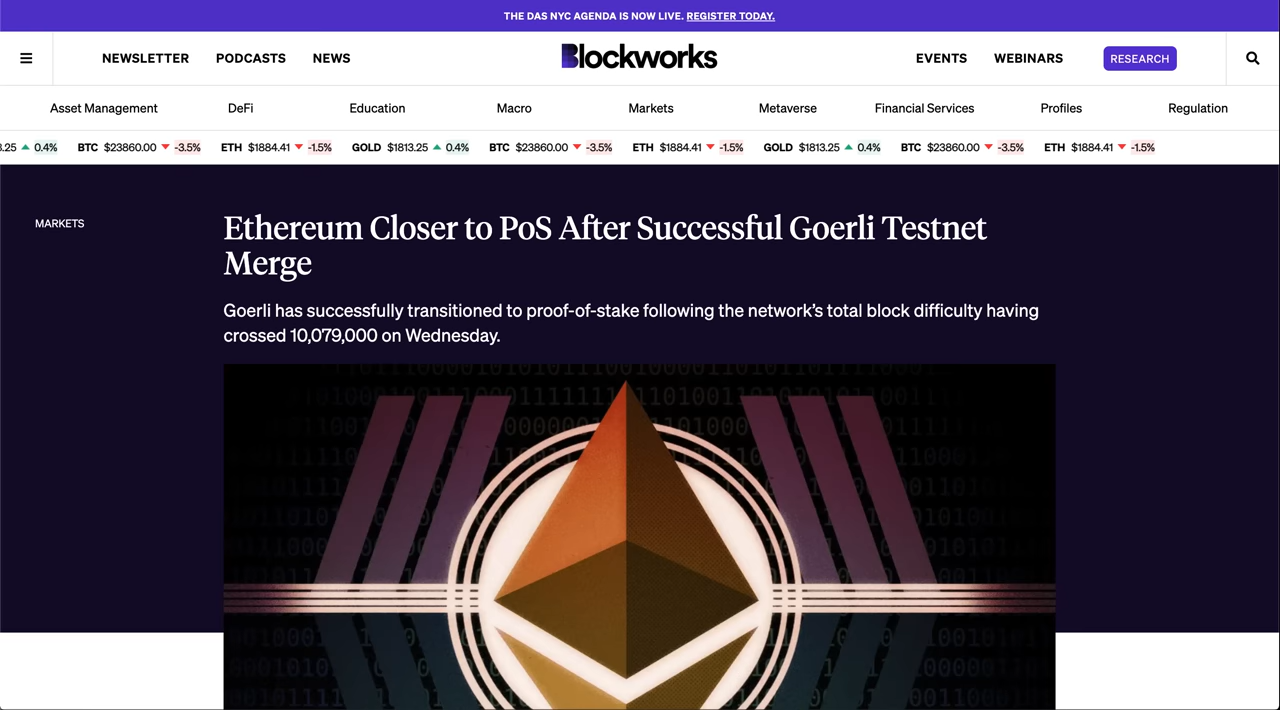 THE DAS NYC AGENDA IS NOW LIVE. REGISTER TODAY.
NEWSLETTER PODCASTS NEWS Blockworks EVENTS WEBINARS RESEARCH
Asset Management DeFi Education Macro Markets Metaverse Financial Services Profiles Regulation
3.25 0.4% BTC $23860.00 -3.5% ETH $1884.41 -1.5% GOLD $1813.25 0.4% BTC $23860.00 -3.5% ETH $1884.41 -1.5% GOLD $1813.25 0.4% BTC $23860.00 -3.5% ETH $1884.41 -1.5%
MARKETS
Ethereum Closer to PoS After Successful Goerli Testnet
Merge
Goerli has successfully transitioned to proof-of-stake following the network’s total block difficulty having
crossed 10,079,000 on Wednesday.